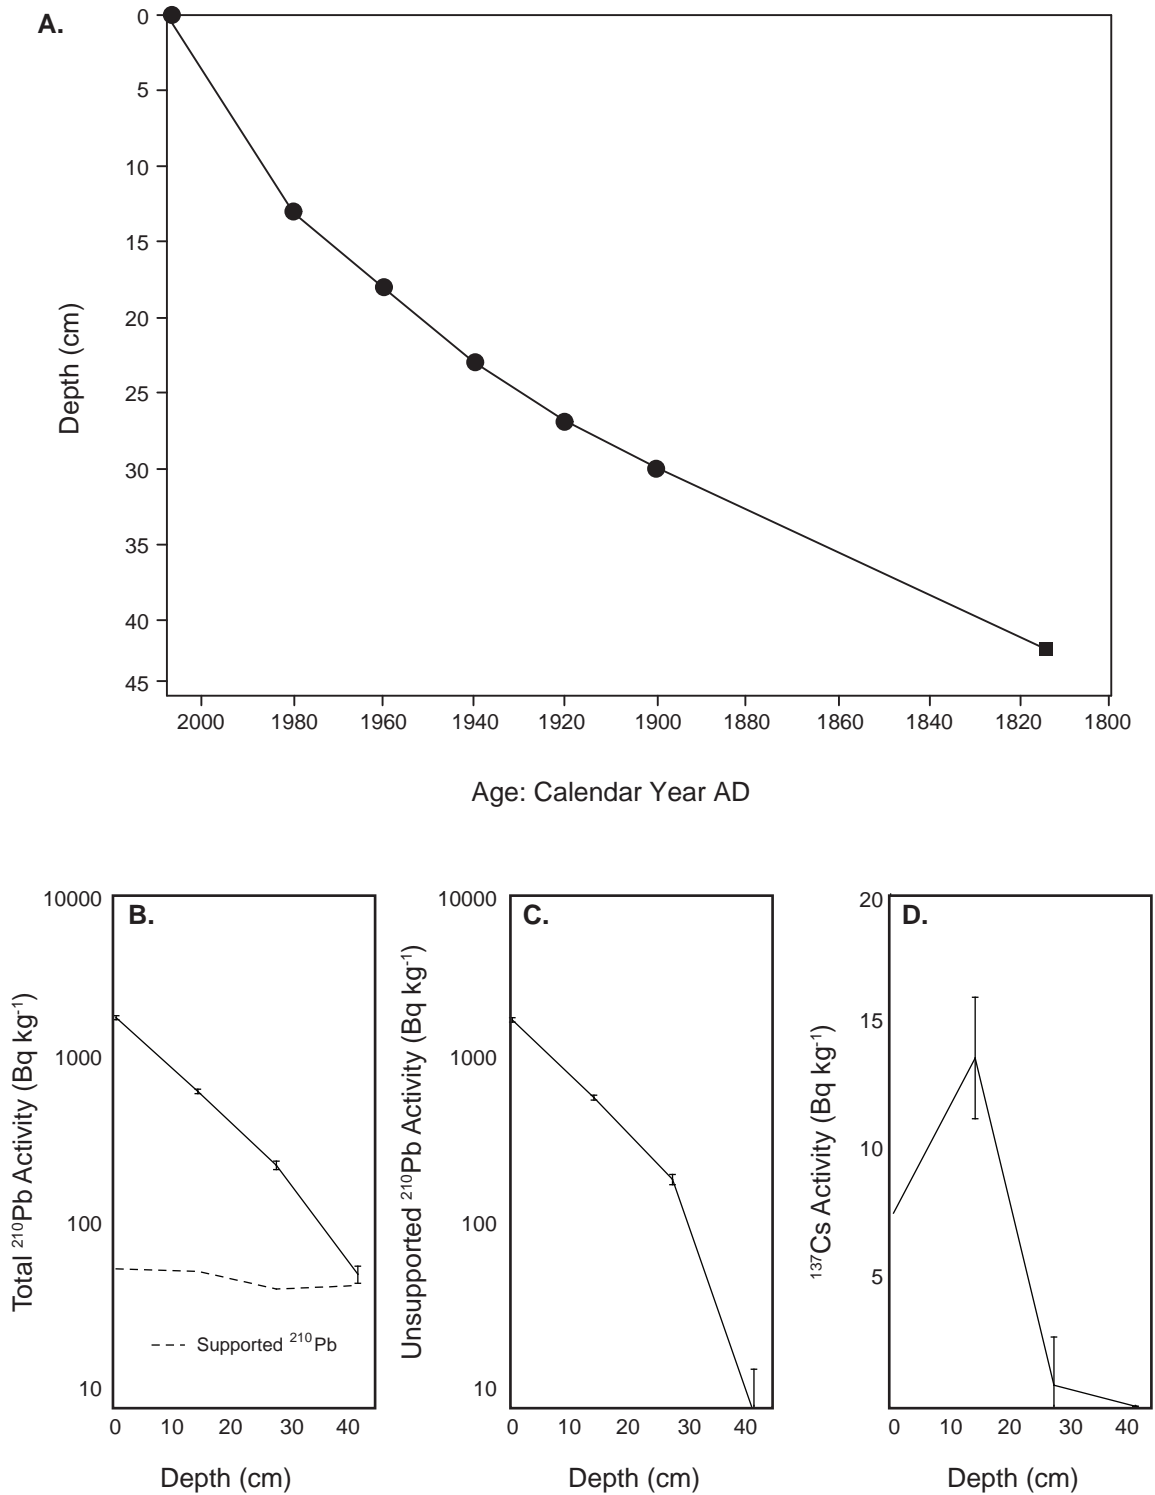 A.
0
5
10
15
20
25
30
35
40
45
Depth (cm)
2000 1980 1960 1940 1920 1900 1880 1860 1840 1820 1800
Age: Calendar Year AD
B.
10000
1000
100
10
Total ²¹⁰Pb Activity (Bq kg⁻¹)
Supported ²¹⁰Pb
0 10 20 30 40
Depth (cm)
C.
10000
1000
100
10
Unsupported ²¹⁰Pb Activity (Bq kg⁻¹)
0 10 20 30 40
Depth (cm)
D.
20
15
10
5
¹³⁷Cs Activity (Bq kg⁻¹)
0 10 20 30 40
Depth (cm)